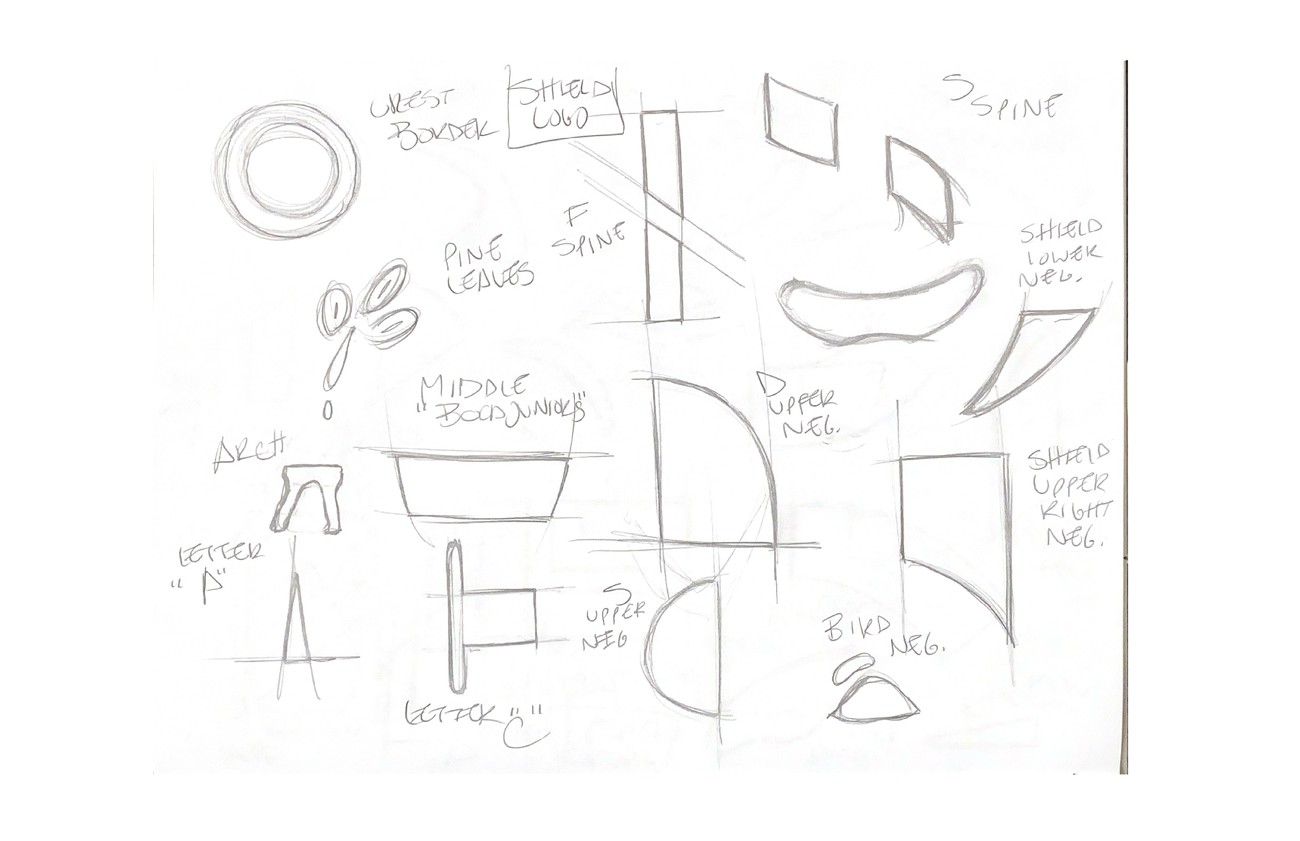 CREST
BORDER
SHIELD
LOGO
S
SPINE
F
SPINE
PINE
LEAVES
SHIELD
LOWER
NEG.
MIDDLE
"BOCA JUNIORS"
D
UPPER
NEG.
ARCH
SHIELD
UPPER
RIGHT
NEG.
LETTER
"A"
S
UPPER
NEG
BIRD
NEG.
LETTER "C"